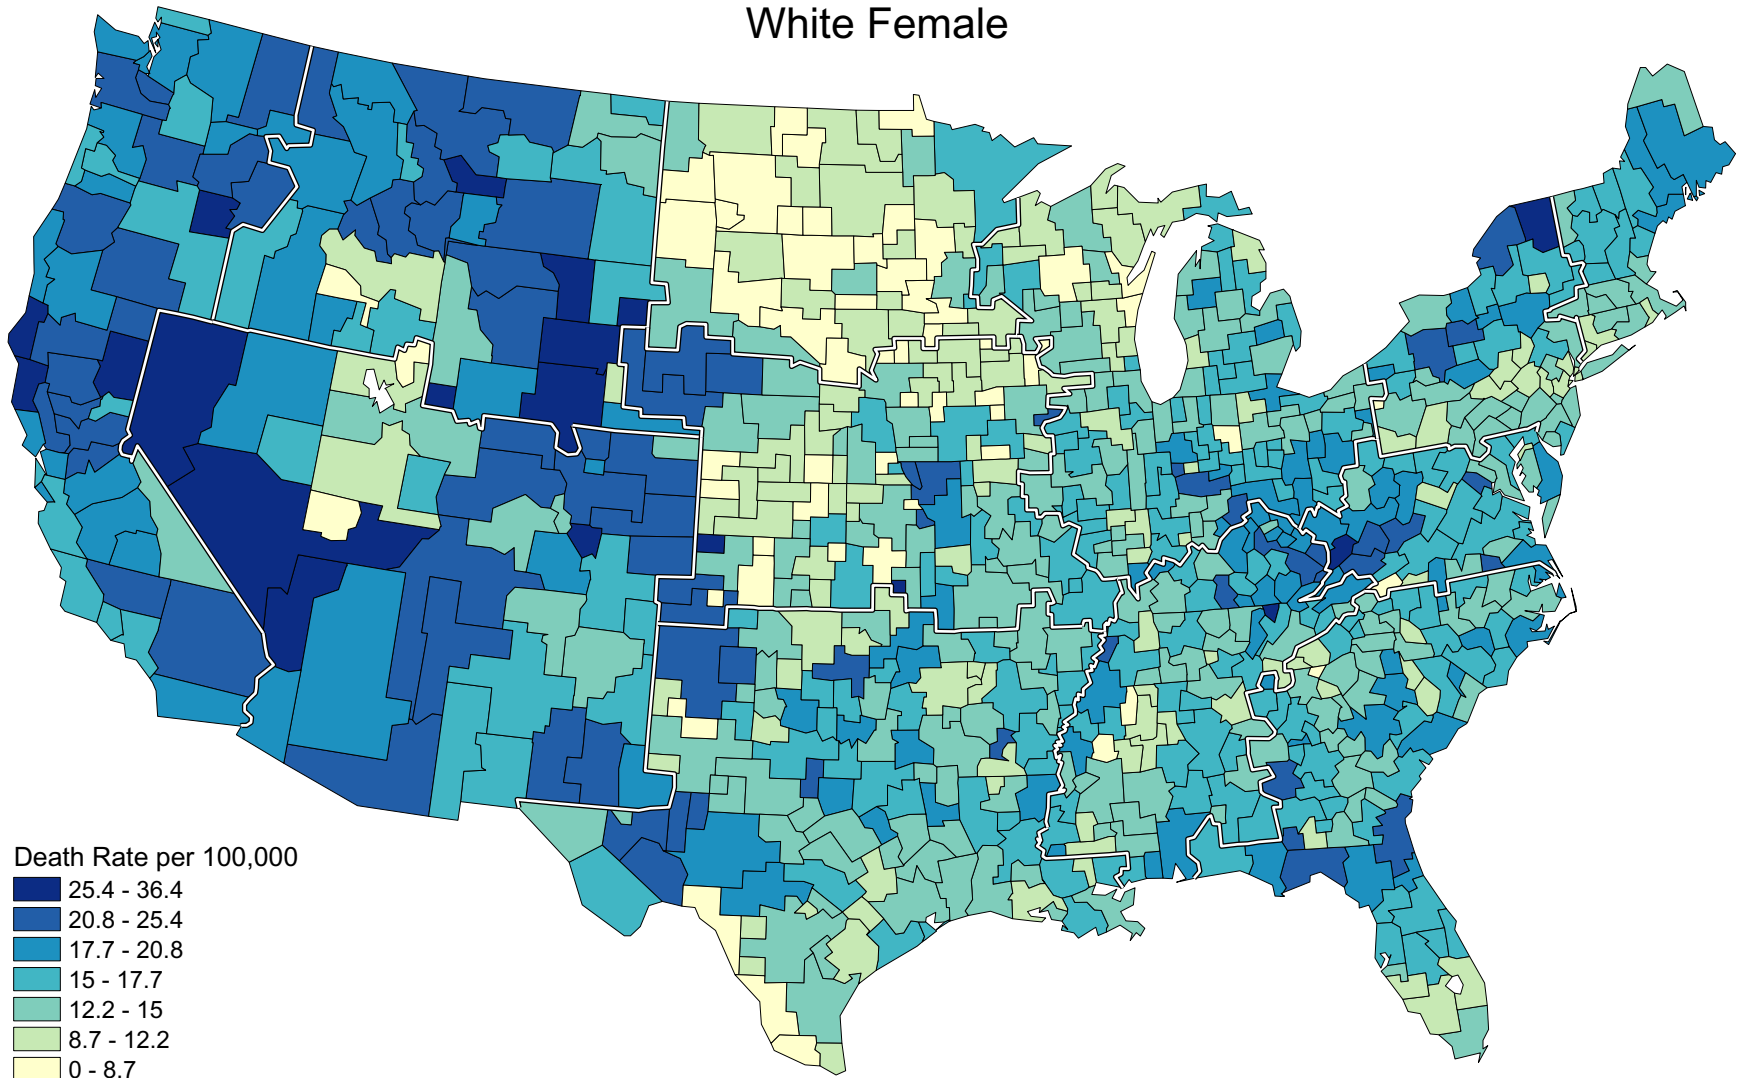 White Female
Death Rate per 100,000
25.4 - 36.4
20.8 - 25.4
17.7 - 20.8
15 - 17.7
12.2 - 15
8.7 - 12.2
0 - 8.7